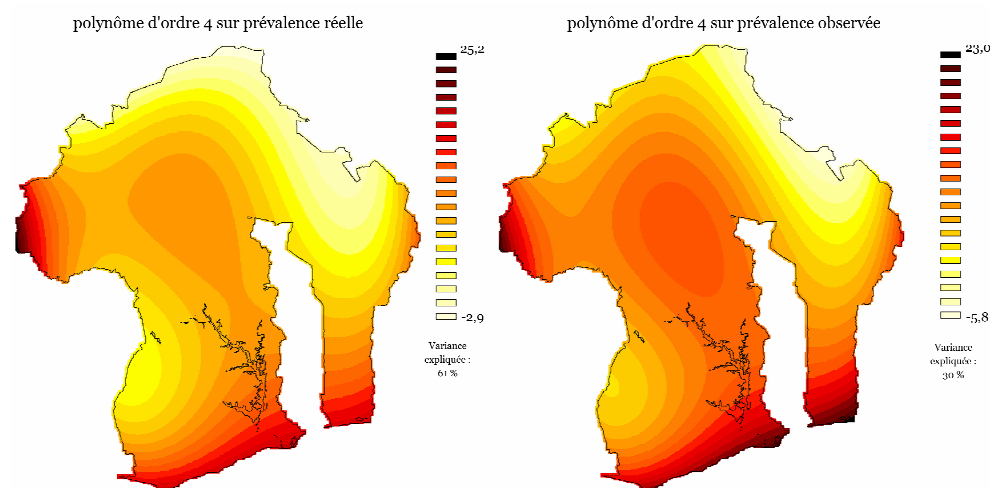 polynôme d'ordre 4 sur prévalence réelle
25,2
-2,9
Variance
expliquée :
61 %
polynôme d'ordre 4 sur prévalence observée
23,0
-5,8
Variance
expliquée :
30 %